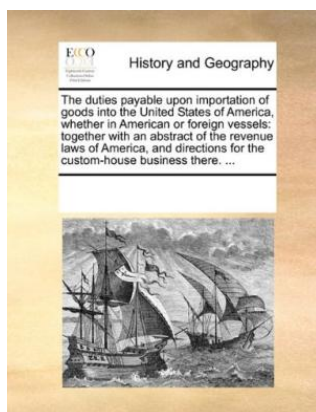 ECCO
History and Geography
The duties payable upon importation of
goods into the United States of America,
whether in American or foreign vessels:
together with an abstract of the revenue
laws of America, and directions for the
custom-house business there. ...